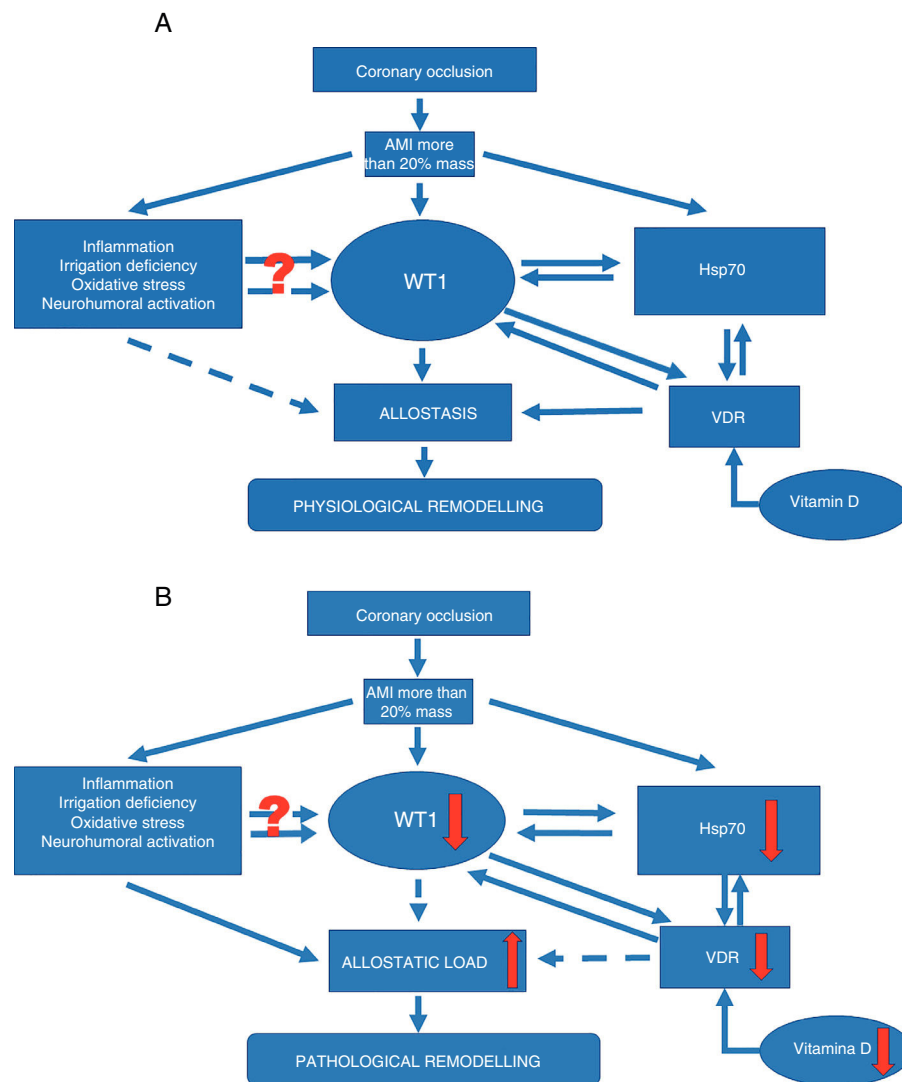 A
Coronary occlusion
AMI more
than 20% mass
Inflammation
Irrigation deficiency
Oxidative stress
Neurohumoral activation
?
WT1
Hsp70
ALLOSTASIS
VDR
PHYSIOLOGICAL REMODELLING
Vitamin D
B
Coronary occlusion
AMI more than
20% mass
Inflammation
Irrigation deficiency
Oxidative stress
Neurohumoral activation
?
WT1
Hsp70
ALLOSTATIC LOAD
VDR
PATHOLOGICAL REMODELLING
Vitamina D